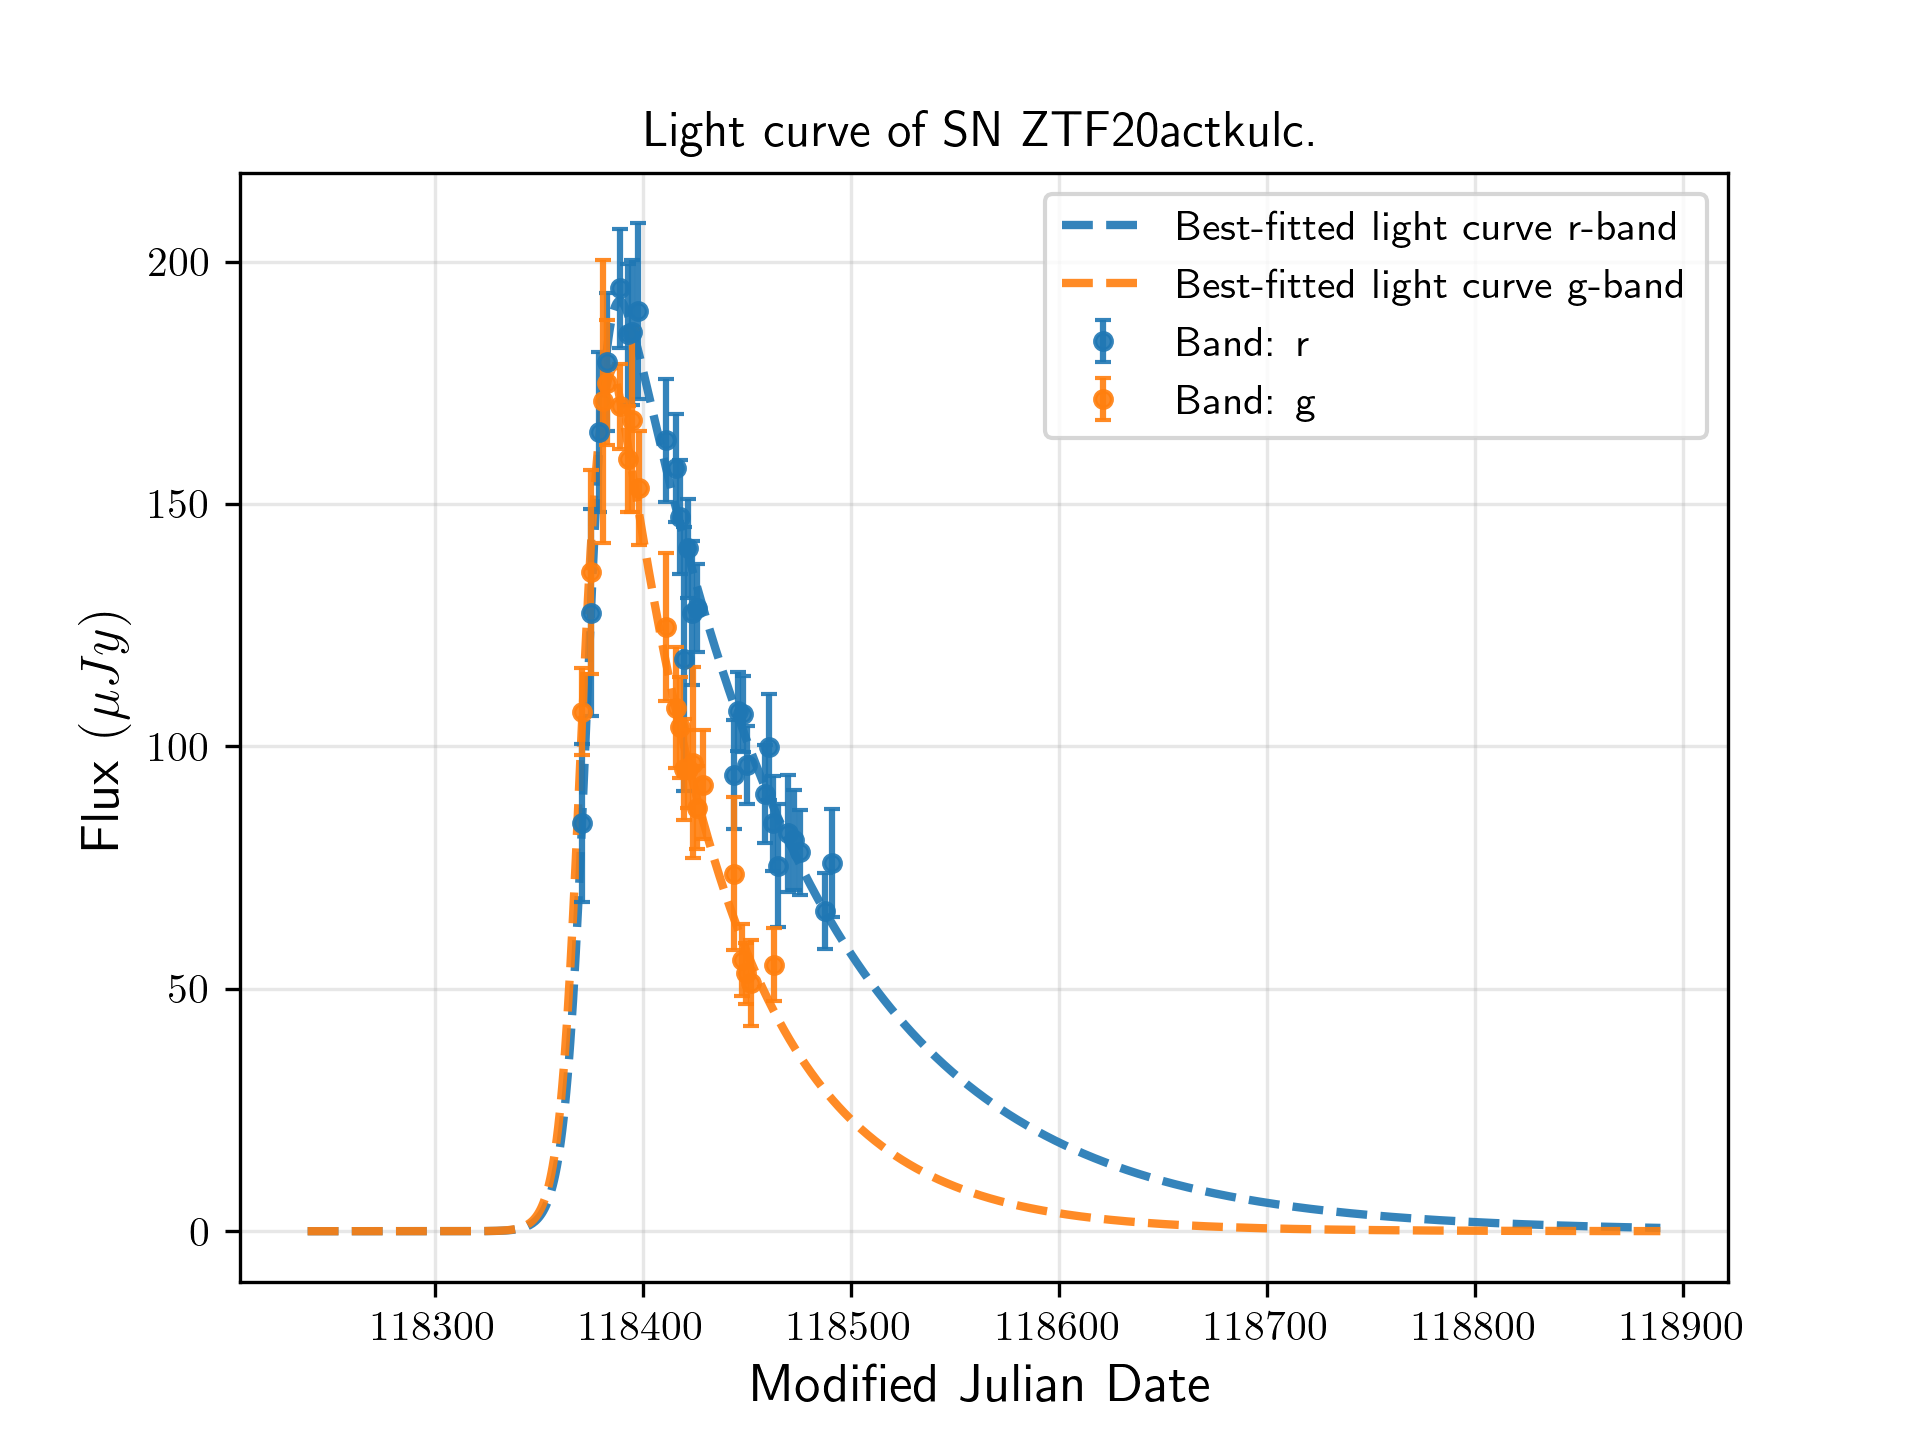 Light curve of SN ZTF20actkulc.
Best-fitted light curve r-band
Best-fitted light curve g-band
Band: r
Band: g
200
150
100
50
0
Flux (μJy)
118300 118400 118500 118600 118700 118800 118900
Modified Julian Date